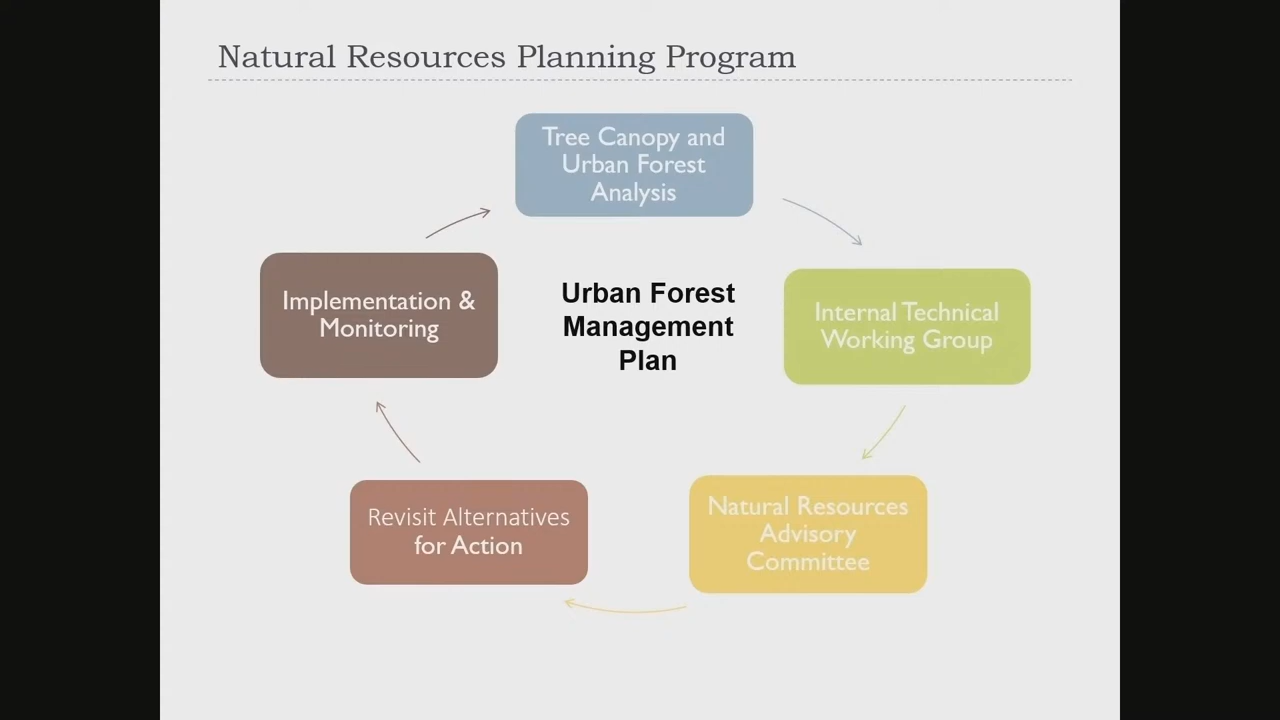 Natural Resources Planning Program
Tree Canopy and
Urban Forest
Analysis
Internal Technical
Working Group
Natural Resources
Advisory
Committee
Revisit Alternatives
for Action
Implementation &
Monitoring
Urban Forest
Management
Plan